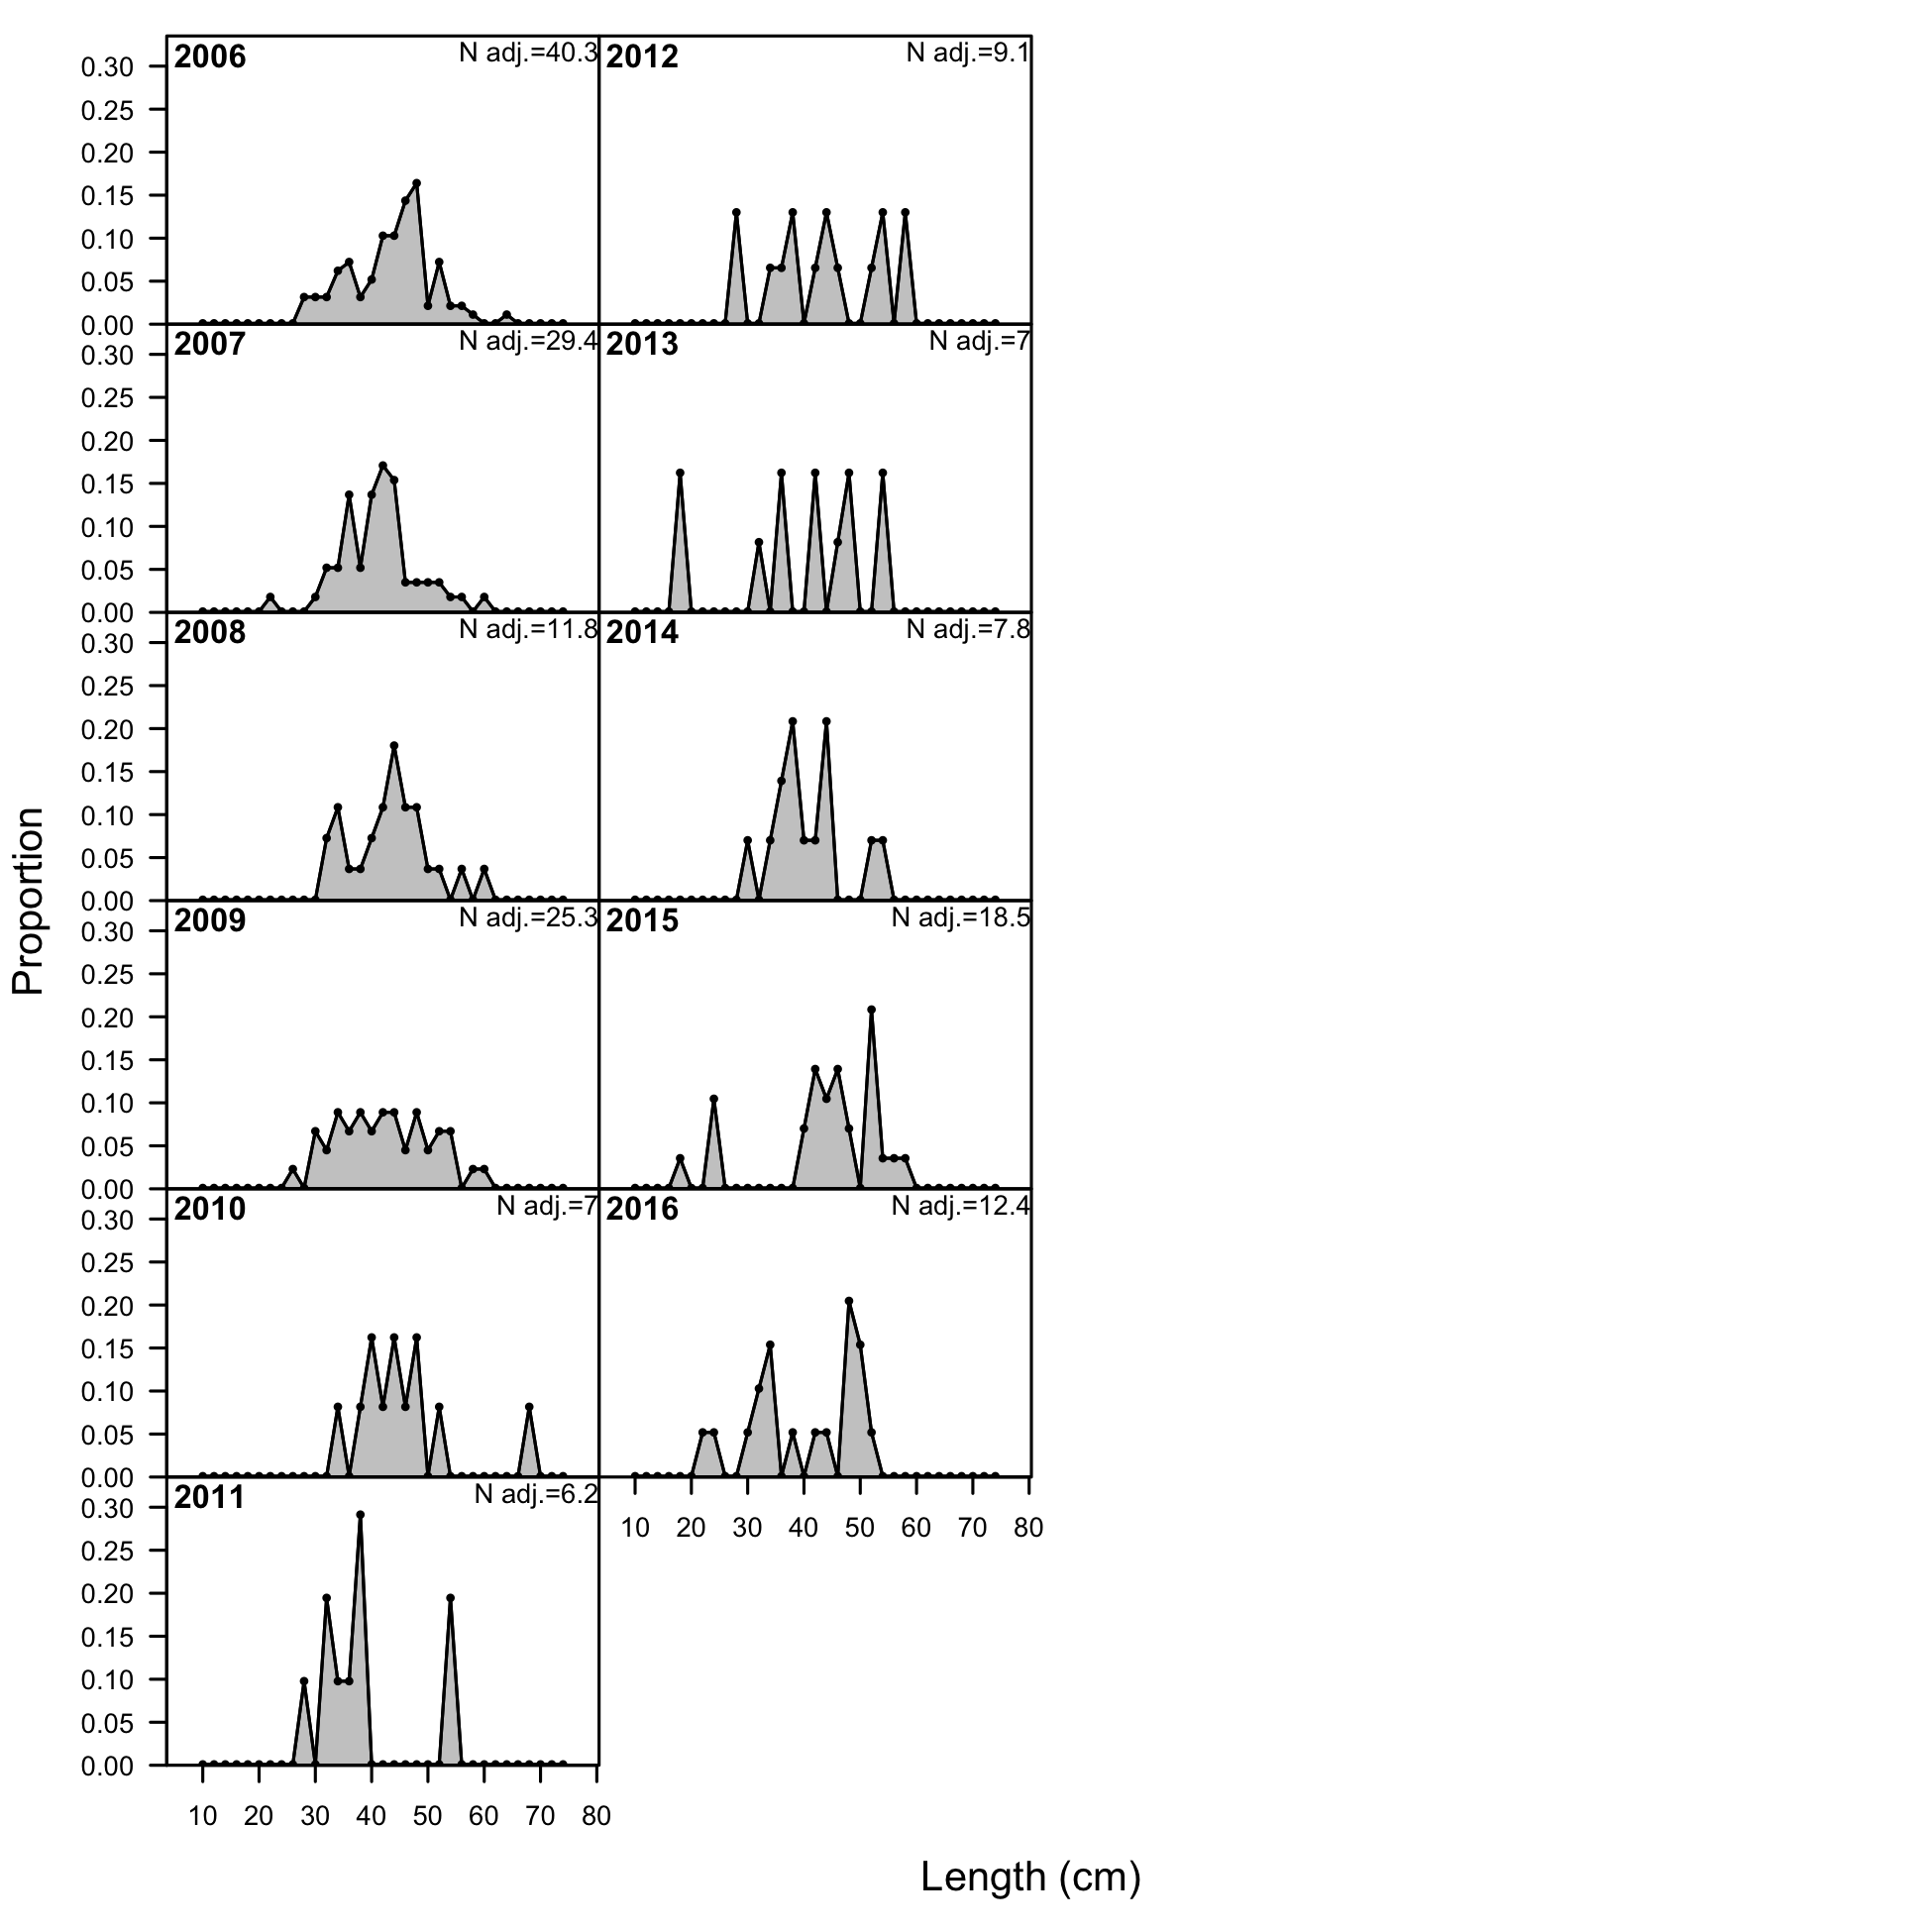 Proportion
2006 N adj.=40.3
0.30
0.25
0.20
0.15
0.10
0.05
0.00
2007 N adj.=29.4
0.30
0.25
0.20
0.15
0.10
0.05
0.00
2008 N adj.=11.8
0.30
0.25
0.20
0.15
0.10
0.05
0.00
2009 N adj.=25.3
0.30
0.25
0.20
0.15
0.10
0.05
0.00
2010 N adj.=7
0.30
0.25
0.20
0.15
0.10
0.05
0.00
2011 N adj.=6.2
0.30
0.25
0.20
0.15
0.10
0.05
0.00
10 20 30 40 50 60 70 80
2012 N adj.=9.1
2013 N adj.=7
2014 N adj.=7.8
2015 N adj.=18.5
2016 N adj.=12.4
10 20 30 40 50 60 70 80
Length (cm)